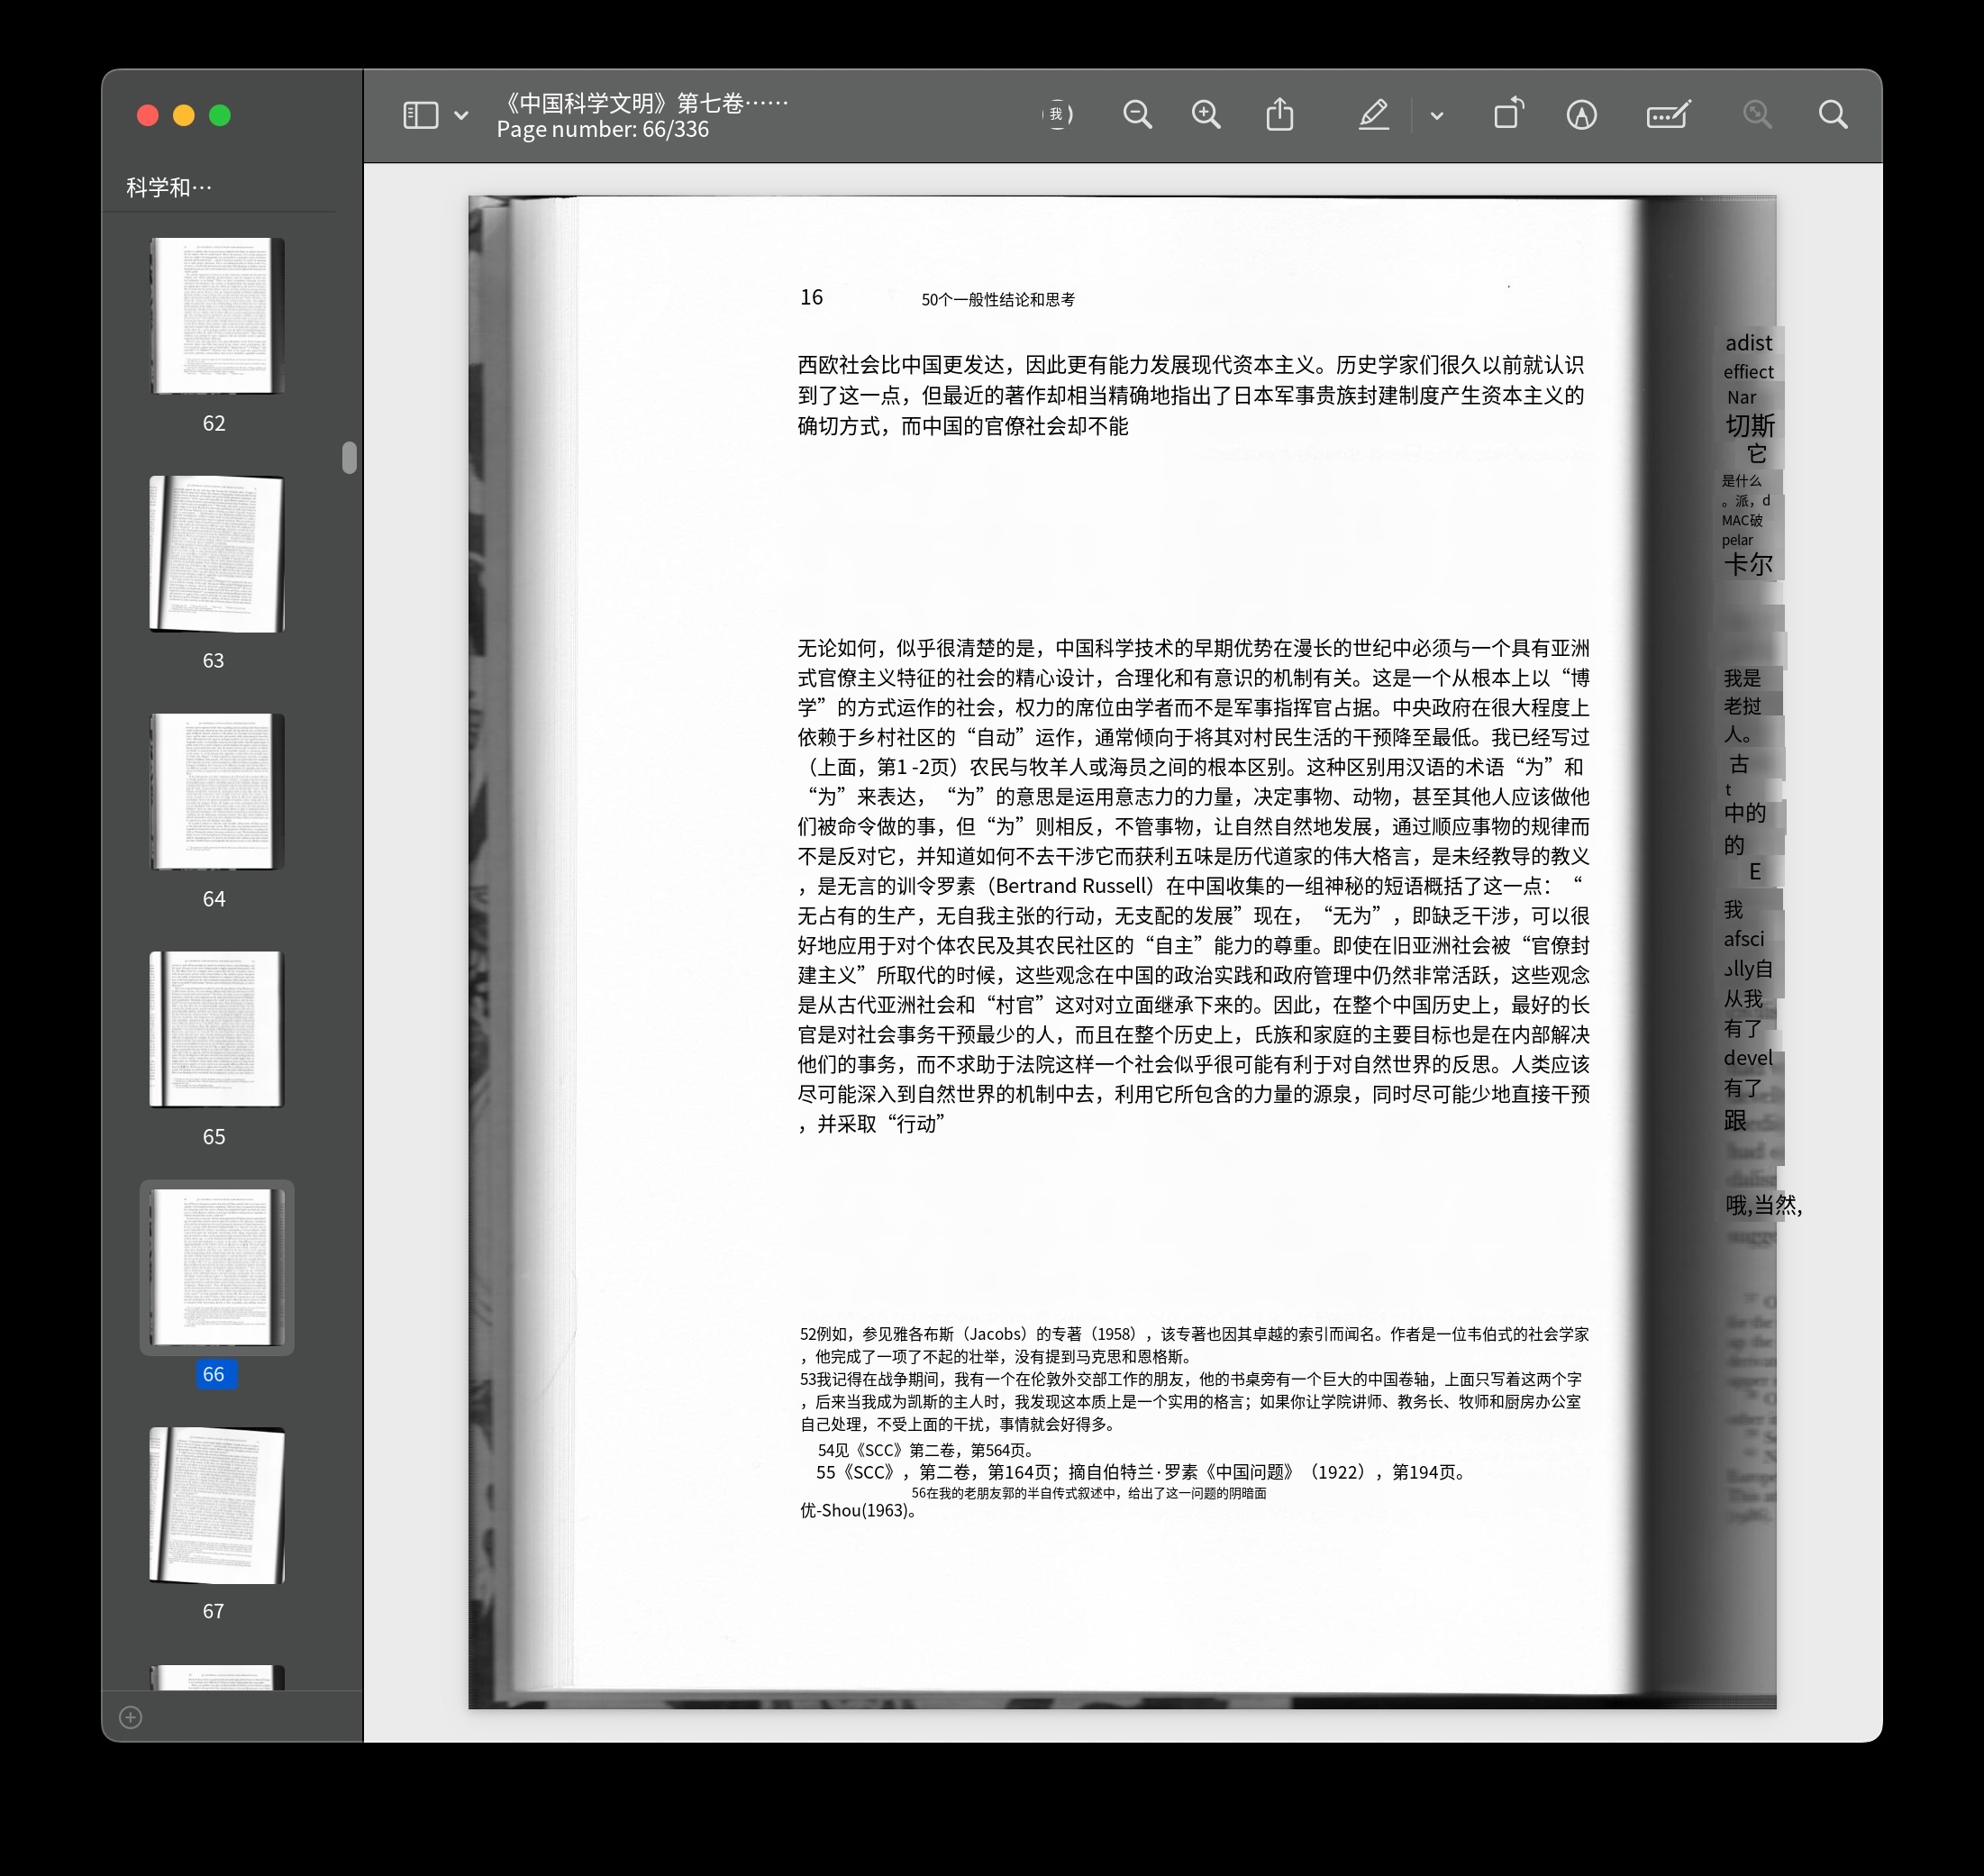 《中国科学文明》第七卷……
Page number: 66/336
我
科学和…
62
63
64
65
66
67
16
50个一般性结论和思考
西欧社会比中国更发达，因此更有能力发展现代资本主义。历史学家们很久以前就认识
到了这一点，但最近的著作却相当精确地指出了日本军事贵族封建制度产生资本主义的
确切方式，而中国的官僚社会却不能
无论如何，似乎很清楚的是，中国科学技术的早期优势在漫长的世纪中必须与一个具有亚洲
式官僚主义特征的社会的精心设计，合理化和有意识的机制有关。这是一个从根本上以“博
学”的方式运作的社会，权力的席位由学者而不是军事指挥官占据。中央政府在很大程度上
依赖于乡村社区的“自动”运作，通常倾向于将其对村民生活的干预降至最低。我已经写过
（上面，第1 -2页）农民与牧羊人或海员之间的根本区别。这种区别用汉语的术语“为”和
“为”来表达，“为”的意思是运用意志力的力量，决定事物、动物，甚至其他人应该做他
们被命令做的事，但“为”则相反，不管事物，让自然自然地发展，通过顺应事物的规律而
不是反对它，并知道如何不去干涉它而获利五味是历代道家的伟大格言，是未经教导的教义
，是无言的训令罗素（Bertrand Russell）在中国收集的一组神秘的短语概括了这一点：“
无占有的生产，无自我主张的行动，无支配的发展”现在，“无为”，即缺乏干涉，可以很
好地应用于对个体农民及其农民社区的“自主”能力的尊重。即使在旧亚洲社会被“官僚封
建主义”所取代的时候，这些观念在中国的政治实践和政府管理中仍然非常活跃，这些观念
是从古代亚洲社会和“村官”这对对立面继承下来的。因此，在整个中国历史上，最好的长
官是对社会事务干预最少的人，而且在整个历史上，氏族和家庭的主要目标也是在内部解决
他们的事务，而不求助于法院这样一个社会似乎很可能有利于对自然世界的反思。人类应该
尽可能深入到自然世界的机制中去，利用它所包含的力量的源泉，同时尽可能少地直接干预
，并采取“行动”
52例如，参见雅各布斯（Jacobs）的专著（1958），该专著也因其卓越的索引而闻名。作者是一位韦伯式的社会学家
，他完成了一项了不起的壮举，没有提到马克思和恩格斯。
53我记得在战争期间，我有一个在伦敦外交部工作的朋友，他的书桌旁有一个巨大的中国卷轴，上面只写着这两个字
，后来当我成为凯斯的主人时，我发现这本质上是一个实用的格言；如果你让学院讲师、教务长、牧师和厨房办公室
自己处理，不受上面的干扰，事情就会好得多。
54见《SCC》第二卷，第564页。
55《SCC》，第二卷，第164页；摘自伯特兰·罗素《中国问题》（1922），第194页。
56在我的老朋友郭的半自传式叙述中，给出了这一问题的阴暗面
优-Shou(1963)。
adist
effiect
Nar
切斯
它
是什么
。派，d
MAC破
pelar
卡尔
我是
老挝
人。
古
t
中的
的
E
我
afsci
lly自
从我
有了
devel
有了
跟
哦,当然,